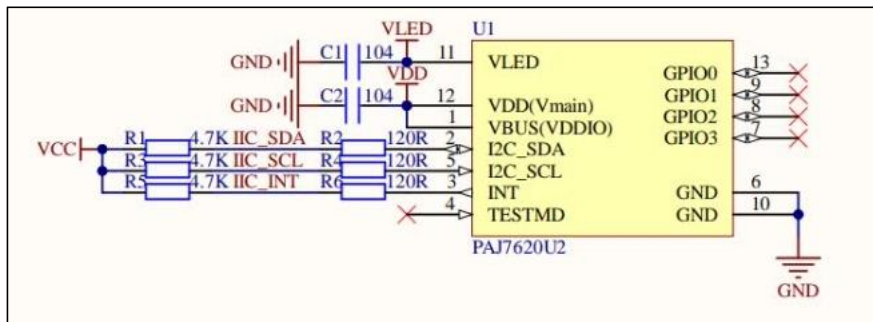 VLED
U1
C1 104
11
VLED
GND
13
GPIO0
VDD
9
GPIO1
C2 104
12
VDD(Vmain)
GND
8
GPIO2
1
VBUS(VDDIO)
7
GPIO3
VCC
R1 4.7K IIC_SDA R2 120R 2
I2C_SDA
R3 4.7K IIC_SCL R4 120R 5
I2C_SCL
R5 4.7K IIC_INT R6 120R 3
INT
GND 6
4
TESTMD
GND 10
PAJ7620U2
GND